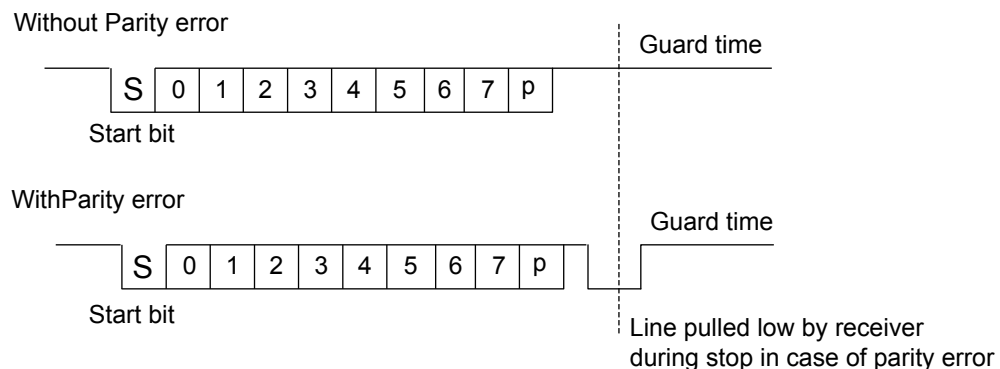 Without Parity error
Guard time
S 0 1 2 3 4 5 6 7 p
Start bit
WithParity error
Guard time
S 0 1 2 3 4 5 6 7 p
Start bit
Line pulled low by receiver
during stop in case of parity error